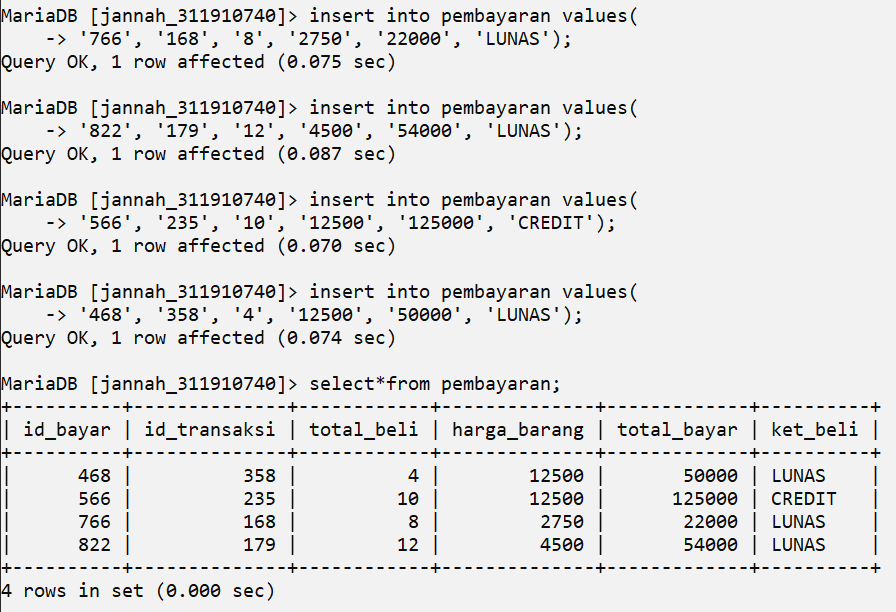 MariaDB [jannah_311910740]> insert into pembayaran values(
    -> '766', '168', '8', '2750', '22000', 'LUNAS');
Query OK, 1 row affected (0.075 sec)

MariaDB [jannah_311910740]> insert into pembayaran values(
    -> '822', '179', '12', '4500', '54000', 'LUNAS');
Query OK, 1 row affected (0.087 sec)

MariaDB [jannah_311910740]> insert into pembayaran values(
    -> '566', '235', '10', '12500', '125000', 'CREDIT');
Query OK, 1 row affected (0.070 sec)

MariaDB [jannah_311910740]> insert into pembayaran values(
    -> '468', '358', '4', '12500', '50000', 'LUNAS');
Query OK, 1 row affected (0.074 sec)

MariaDB [jannah_311910740]> select*from pembayaran;
+----------+--------------+------------+--------------+-------------+----------+
| id_bayar | id_transaksi | total_beli | harga_barang | total_bayar | ket_beli |
+----------+--------------+------------+--------------+-------------+----------+
|      468 |          358 |          4 |        12500 |       50000 | LUNAS    |
|      566 |          235 |         10 |        12500 |      125000 | CREDIT   |
|      766 |          168 |          8 |         2750 |       22000 | LUNAS    |
|      822 |          179 |         12 |         4500 |       54000 | LUNAS    |
+----------+--------------+------------+--------------+-------------+----------+
4 rows in set (0.000 sec)